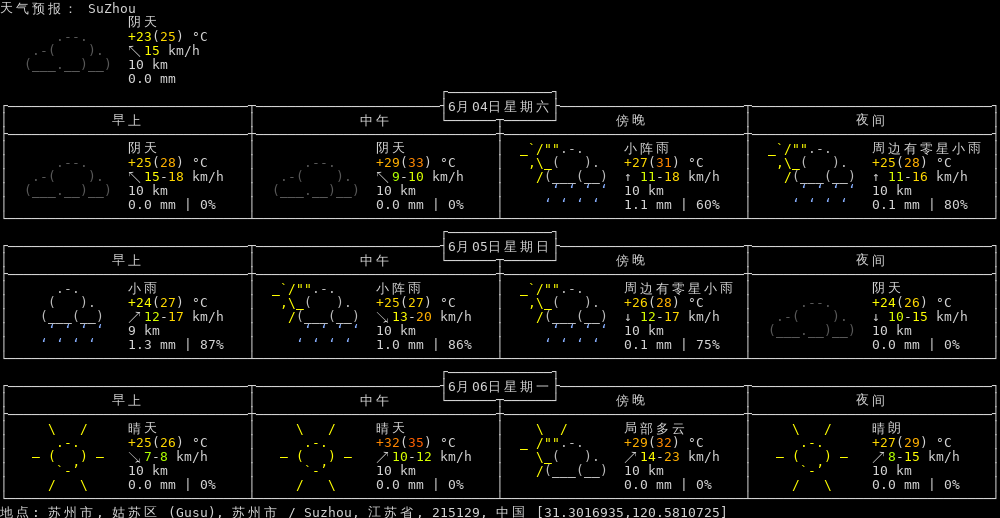 天气预报: SuZhou
阴天
+23(25) °C
↖ 15 km/h
10 km
0.0 mm
6月04日星期六
早上 中午 傍晚 夜间
阴天 阴天 小阵雨 周边有零星小雨
+25(28) °C +29(33) °C +27(31) °C +25(28) °C
↖ 15-18 km/h ↖ 9-10 km/h ↑ 11-18 km/h ↑ 11-16 km/h
10 km 10 km 10 km 10 km
0.0 mm | 0% 0.0 mm | 0% 1.1 mm | 60% 0.1 mm | 80%
6月05日星期日
早上 中午 傍晚 夜间
小雨 小阵雨 周边有零星小雨 阴天
+24(27) °C +25(27) °C +26(28) °C +24(26) °C
↗ 12-17 km/h ↘ 13-20 km/h ↓ 12-17 km/h ↓ 10-15 km/h
9 km 10 km 10 km 10 km
1.3 mm | 87% 1.0 mm | 86% 0.1 mm | 75% 0.0 mm | 0%
6月06日星期一
早上 中午 傍晚 夜间
晴天 晴天 局部多云 晴朗
+25(26) °C +32(35) °C +29(32) °C +27(29) °C
↘ 7-8 km/h ↗ 10-12 km/h ↗ 14-23 km/h ↗ 8-15 km/h
10 km 10 km 10 km 10 km
0.0 mm | 0% 0.0 mm | 0% 0.0 mm | 0% 0.0 mm | 0%
地点: 苏州市, 姑苏区 (Gusu), 苏州市 / Suzhou, 江苏省, 215129, 中国 [31.3016935,120.5810725]